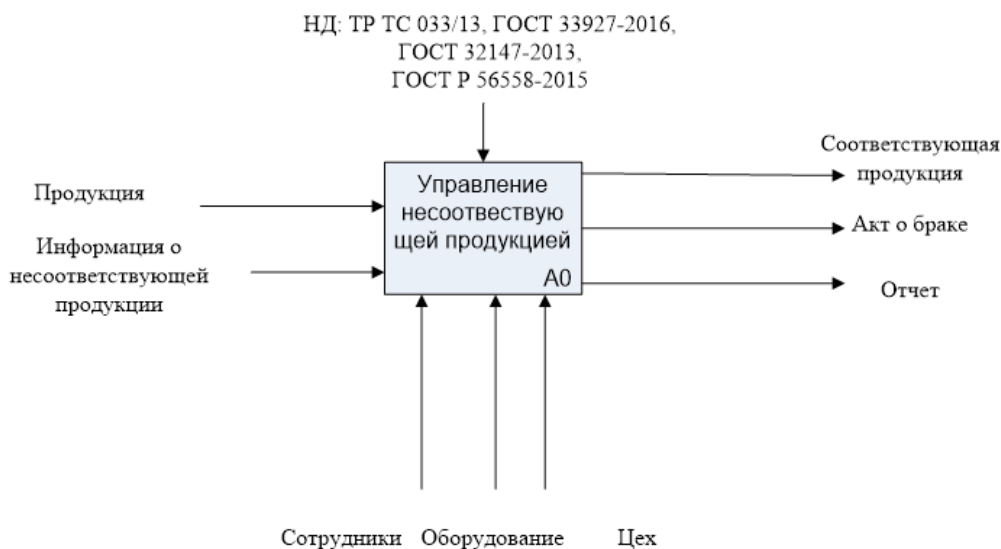 НД: ТР ТС 033/13, ГОСТ 33927-2016,
ГОСТ 32147-2013,
ГОСТ Р 56558-2015
Продукция
Информация о
несоответствующей
продукции
Управление
несоотвествую
щей продукцией
A0
Соответствующая
продукция
Акт о браке
Отчет
Сотрудники Оборудование Цех